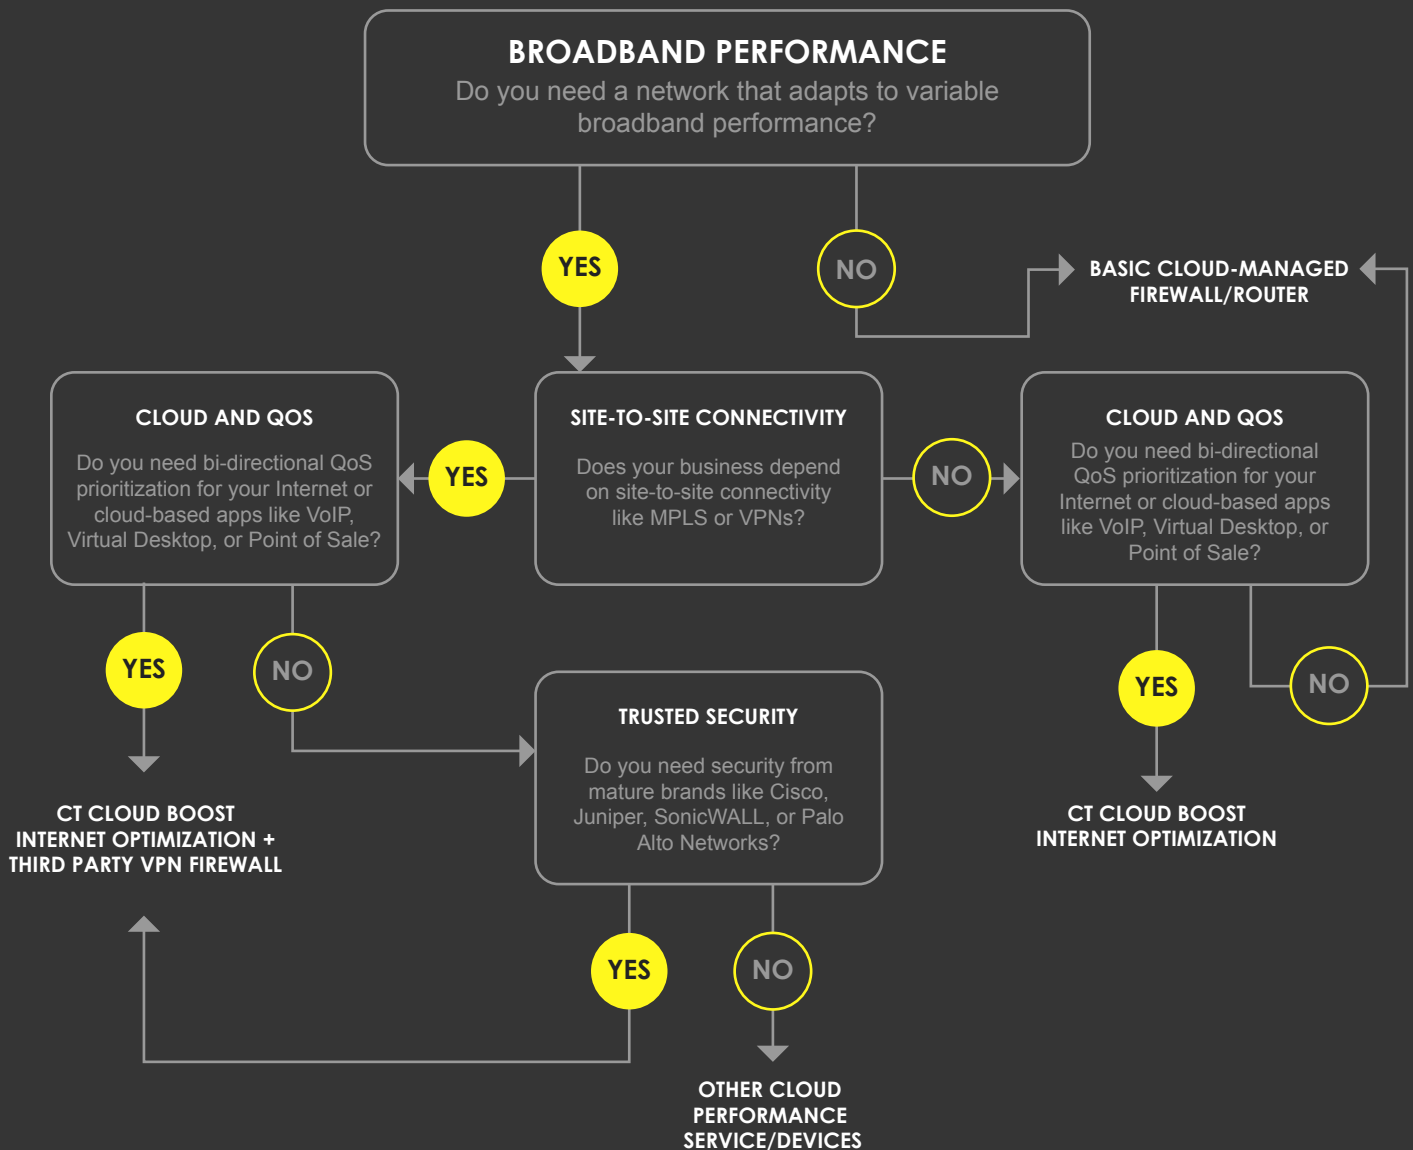 BROADBAND PERFORMANCE
Do you need a network that adapts to variable
broadband performance?
YES
NO
BASIC CLOUD-MANAGED
FIREWALL/ROUTER
CLOUD AND QOS
Do you need bi-directional QoS
prioritization for your Internet or
cloud-based apps like VoIP,
Virtual Desktop, or Point of Sale?
YES
SITE-TO-SITE CONNECTIVITY
Does your business depend
on site-to-site connectivity
like MPLS or VPNs?
NO
CLOUD AND QOS
Do you need bi-directional
QoS prioritization for your
Internet or cloud-based apps
like VoIP, Virtual Desktop, or
Point of Sale?
YES
NO
TRUSTED SECURITY
Do you need security from
mature brands like Cisco,
Juniper, SonicWALL, or Palo
Alto Networks?
YES
NO
CT CLOUD BOOST
INTERNET OPTIMIZATION +
THIRD PARTY VPN FIREWALL
CT CLOUD BOOST
INTERNET OPTIMIZATION
YES
NO
OTHER CLOUD
PERFORMANCE
SERVICE/DEVICES